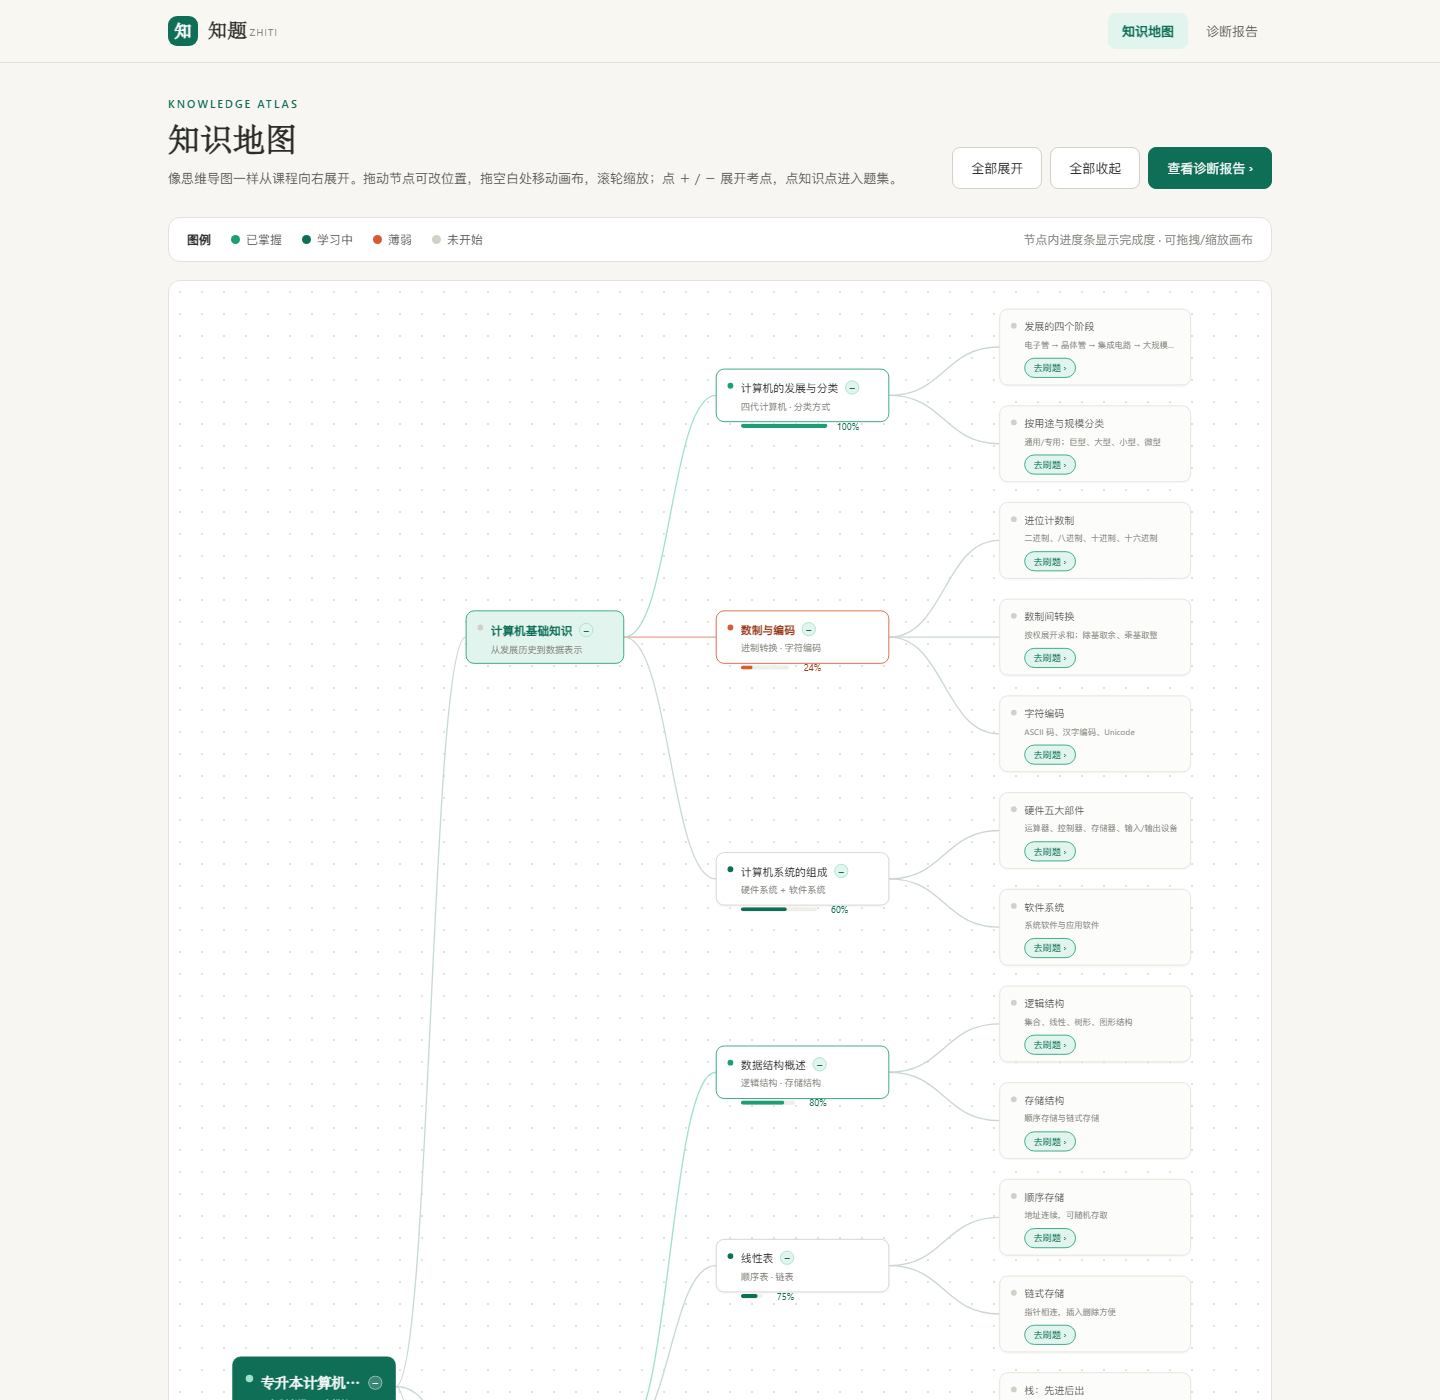 知 知题 ZHITI
知识地图
诊断报告
KNOWLEDGE ATLAS
知识地图
像思维导图一样从课程向右展开。拖动节点可改位置，拖空白处移动画布，滚轮缩放；点 + / − 展开考点，点知识点进入题集。
全部展开
全部收起
查看诊断报告 ›
图例
已掌握
学习中
薄弱
未开始
节点内进度条显示完成度 · 可拖拽/缩放画布
发展的四个阶段
电子管 → 晶体管 → 集成电路 → 大规模...
去刷题 ›
计算机的发展与分类 −
四代计算机 · 分类方式
100%
按用途与规模分类
通用/专用；巨型、大型、小型、微型
去刷题 ›
进位计数制
二进制、八进制、十进制、十六进制
去刷题 ›
计算机基础知识 −
从发展历史到数据表示
数制与编码 −
进制转换 · 字符编码
24%
数制间转换
按权展开求和；除基取余、乘基取整
去刷题 ›
字符编码
ASCII 码、汉字编码、Unicode
去刷题 ›
硬件五大部件
运算器、控制器、存储器、输入/输出设备
去刷题 ›
计算机系统的组成 −
硬件系统 + 软件系统
60%
软件系统
系统软件与应用软件
去刷题 ›
逻辑结构
集合、线性、树形、图形结构
去刷题 ›
数据结构概述 −
逻辑结构 · 存储结构
80%
存储结构
顺序存储与链式存储
去刷题 ›
顺序存储
地址连续，可随机存取
去刷题 ›
线性表 −
顺序表 · 链表
75%
链式存储
指针相连，插入删除方便
去刷题 ›
专升本计算机··· −
栈：先进后出